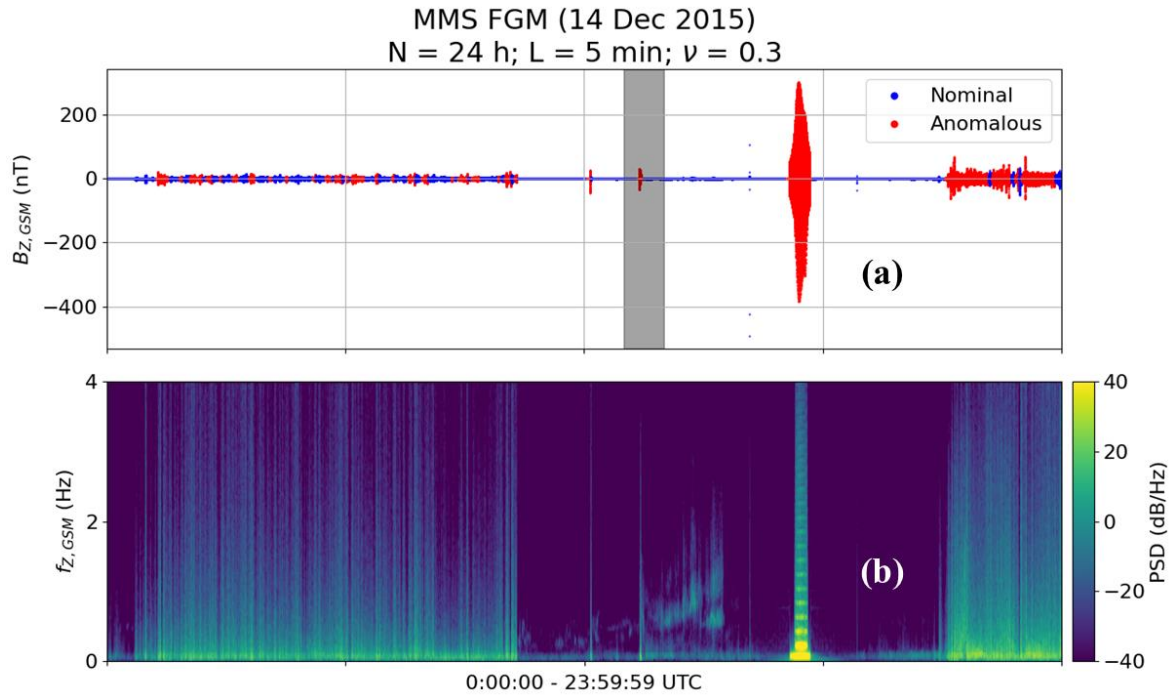 MMS FGM (14 Dec 2015)
N = 24 h; L = 5 min; ν = 0.3
Nominal
Anomalous
200
0
−200
−400
B_{Z,GSM} (nT)
(a)
4
2
0
f_{Z,GSM} (Hz)
(b)
40
20
0
−20
−40
PSD (dB/Hz)
0:00:00 - 23:59:59 UTC